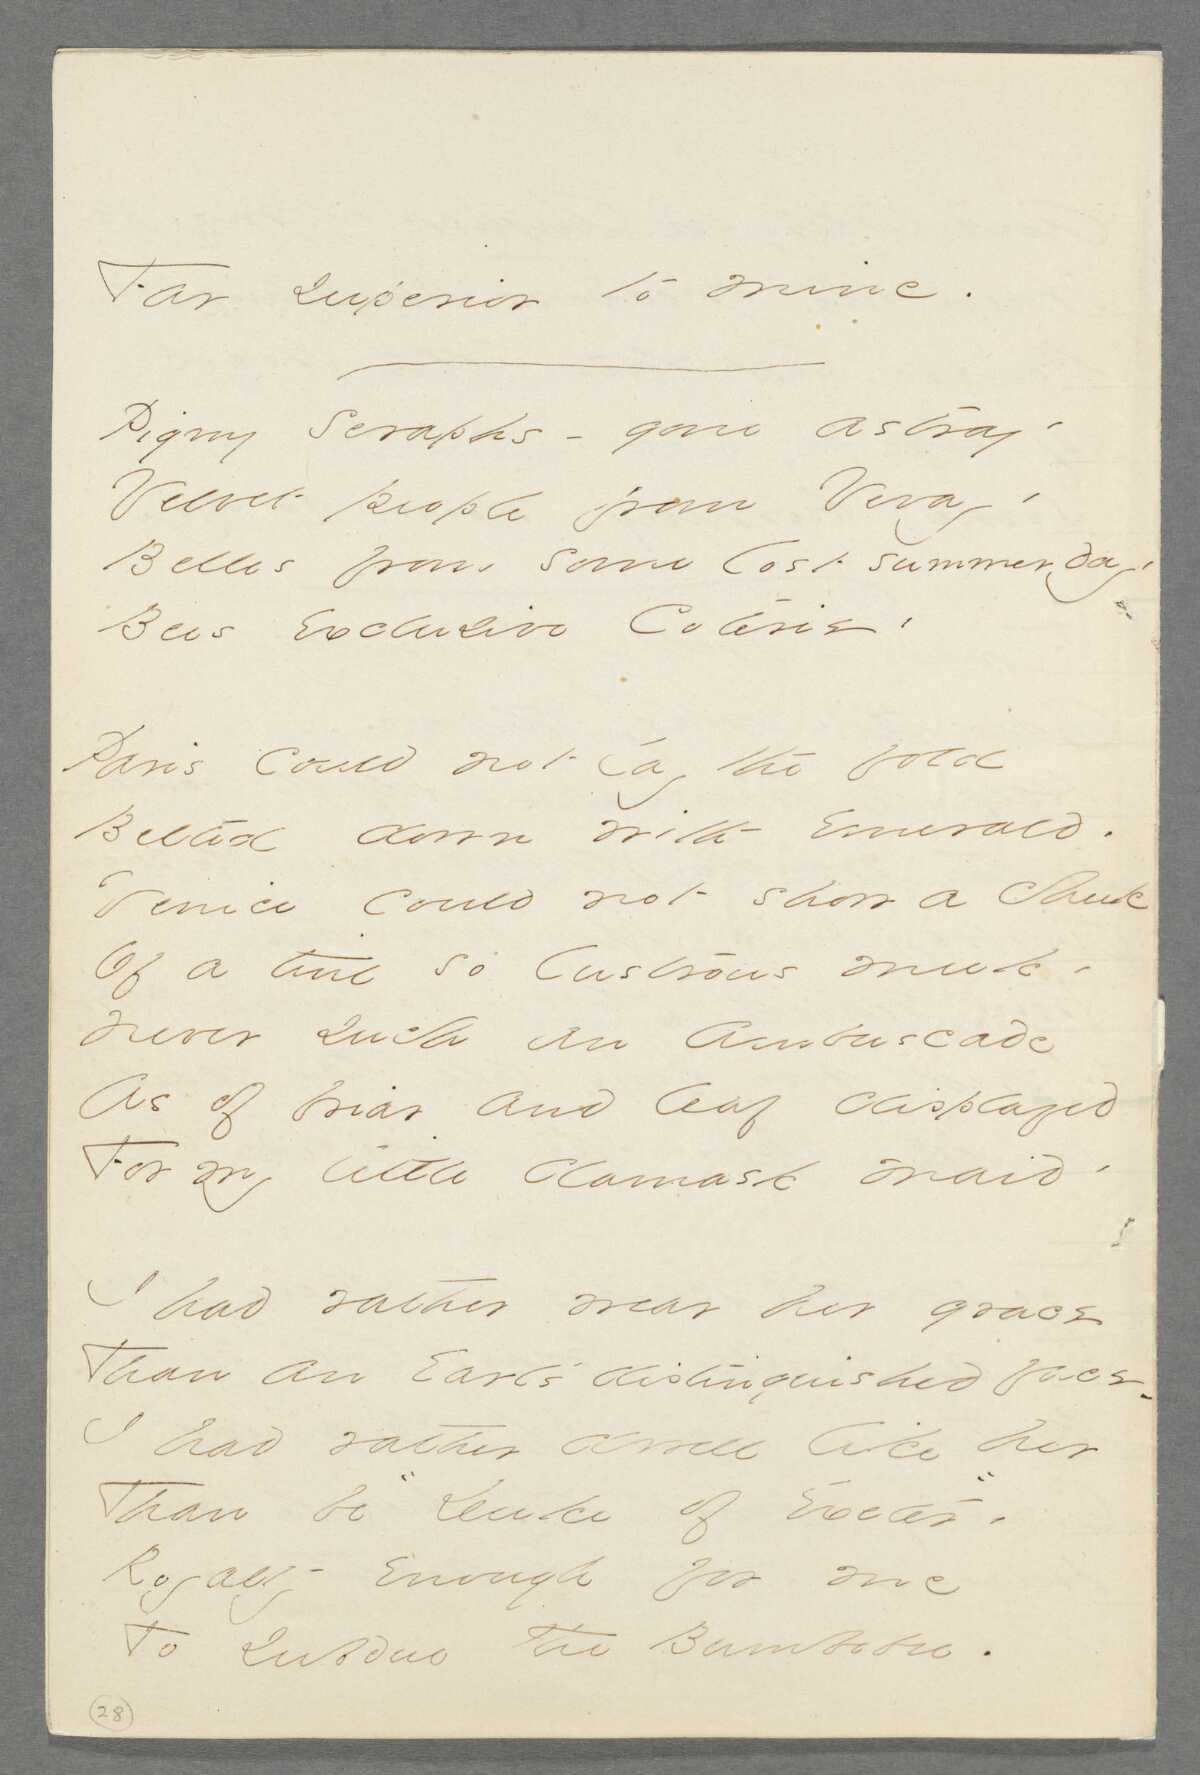 Far superior to mine.
Pigmy Seraphs - gone astray -
Velvet People from Vevay -
Belles from some lost summer day -
Bees Exclusive Coterie -
Paris could not lay the fold
Belted down with Emerald -
Venice could not show a cheek
Of a tint so lustrous meek -
Never such an Ambuscade
As of briar and leaf displayed
For my little damask maid -
I had rather wear her grace
Than an Earl's distinguished face -
I had rather dwell like her
Than be "Duke of Exeter" -
Royalty enough for me
To subdue the Bumblebee.
28